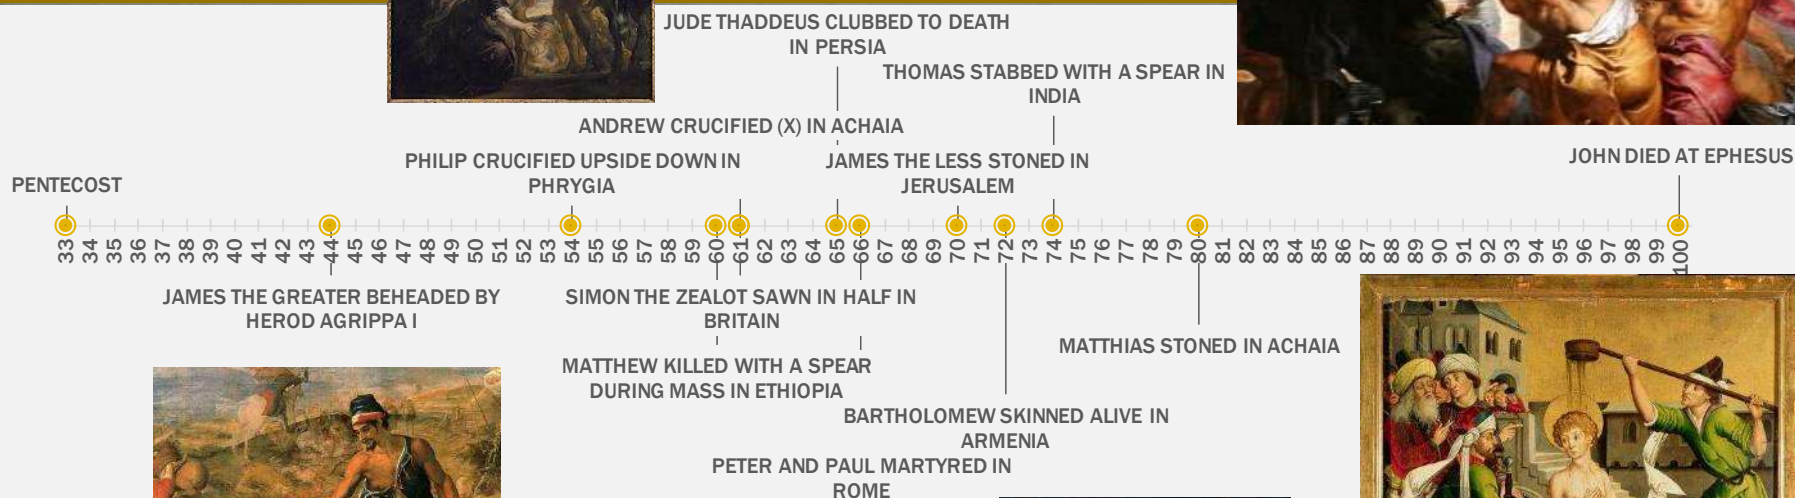 JUDE THADDEUS CLUBBED TO DEATH
IN PERSIA
THOMAS STABBED WITH A SPEAR IN
INDIA
ANDREW CRUCIFIED (X) IN ACHAIA
PHILIP CRUCIFIED UPSIDE DOWN IN
PHRYGIA
JAMES THE LESS STONED IN
JERUSALEM
JOHN DIED AT EPHESUS
PENTECOST
33 34 35 36 37 38 39 40 41 42 43 44 45 46 47 48 49 50 51 52 53 54 55 56 57 58 59 60 61 62 63 64 65 66 67 68 69 70 71 72 73 74 75 76 77 78 79 80 81 82 83 84 85 86 87 88 89 90 91 92 93 94 95 96 97 98 99 100
JAMES THE GREATER BEHEADED BY
HEROD AGRIPPA I
SIMON THE ZEALOT SAWN IN HALF IN
BRITAIN
MATTHIAS STONED IN ACHAIA
MATTHEW KILLED WITH A SPEAR
DURING MASS IN ETHIOPIA
BARTHOLOMEW SKINNED ALIVE IN
ARMENIA
PETER AND PAUL MARTYRED IN
ROME